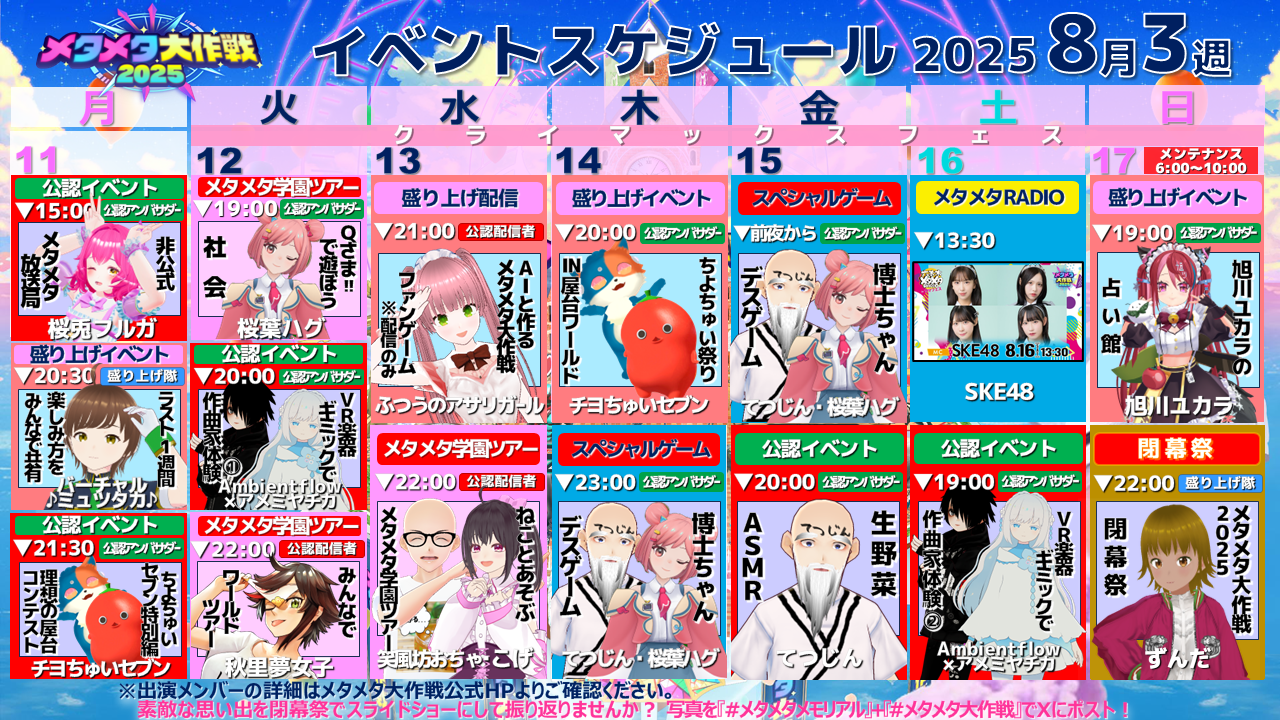 メタメタ大作戦
2025
イベントスケジュール 2025 8月3週
月
火
水
木
金
土
日
クライマックスフェス
11
公認イベント
▼15:00 公認アンバサダー
非公式
メタメタ
放送局
桜兎フルガ
盛り上げイベント
▼20:30 盛り上げ隊
ラスト1週間
楽しみ方を
みんなで共有
バーチャル
♪ミュッタカ♪
公認イベント
▼21:30 公認アンバサダー
ちよちゅい
セブン特別編
理想の屋台
コンテスト
チヨちゅいセブン
12
メタメタ学園ツアー
▼19:00 公認アンバサダー
Qざま!!
で遊ぼう
社会
桜葉ハグ
公認イベント
▼20:00 公認アンバサダー
VR楽器
ギミックで
作曲家体験①
Ambientflow
×アメミヤチカ
メタメタ学園ツアー
▼22:00 公認配信者
みんなで
ワールド
ツアー
秋里夢女子
13
盛り上げ配信
▼21:00 公認配信者
AIと作る
メタメタ大作戦
ファンゲーム
※配信のみ
ふつうのアサリガール
メタメタ学園ツアー
▼22:00 公認配信者
ねことあそぶ
メタメタ学園ツアー
笑風坊おちゃ・こげ
14
盛り上げイベント
▼20:00 公認アンバサダー
ちよちゅい祭り
IN屋台ワールド
チヨちゅいセブン
スペシャルゲーム
▼23:00 公認アンバサダー
博士ちゃん
デスゲーム
てつじん
てつじん・桜葉ハグ
15
スペシャルゲーム
▼前夜から 公認アンバサダー
博士ちゃん
デスゲーム
てつじん
てつじん・桜葉ハグ
公認イベント
▼20:00 公認アンバサダー
生野菜
ASMR
てつじん
てつじん
16
メタメタRADIO
▼13:30
SKE48 8.16 13:30
SKE48
公認イベント
▼19:00 公認アンバサダー
VR楽器
ギミックで
作曲家体験②
Ambientflow
×アメミヤチカ
17
メンテナンス
6:00〜10:00
盛り上げイベント
▼19:00 公認アンバサダー
旭川ユカラの
占い館
旭川ユカラ
閉幕祭
▼22:00 盛り上げ隊
メタメタ大作戦
2025
閉幕祭
ずんだ
※出演メンバーの詳細はメタメタ大作戦公式HPよりご確認ください。
素敵な思い出を閉幕祭でスライドショーにして振り返りませんか？ 写真を『#メタメタメモリアル』+『#メタメタ大作戦』でXにポスト！